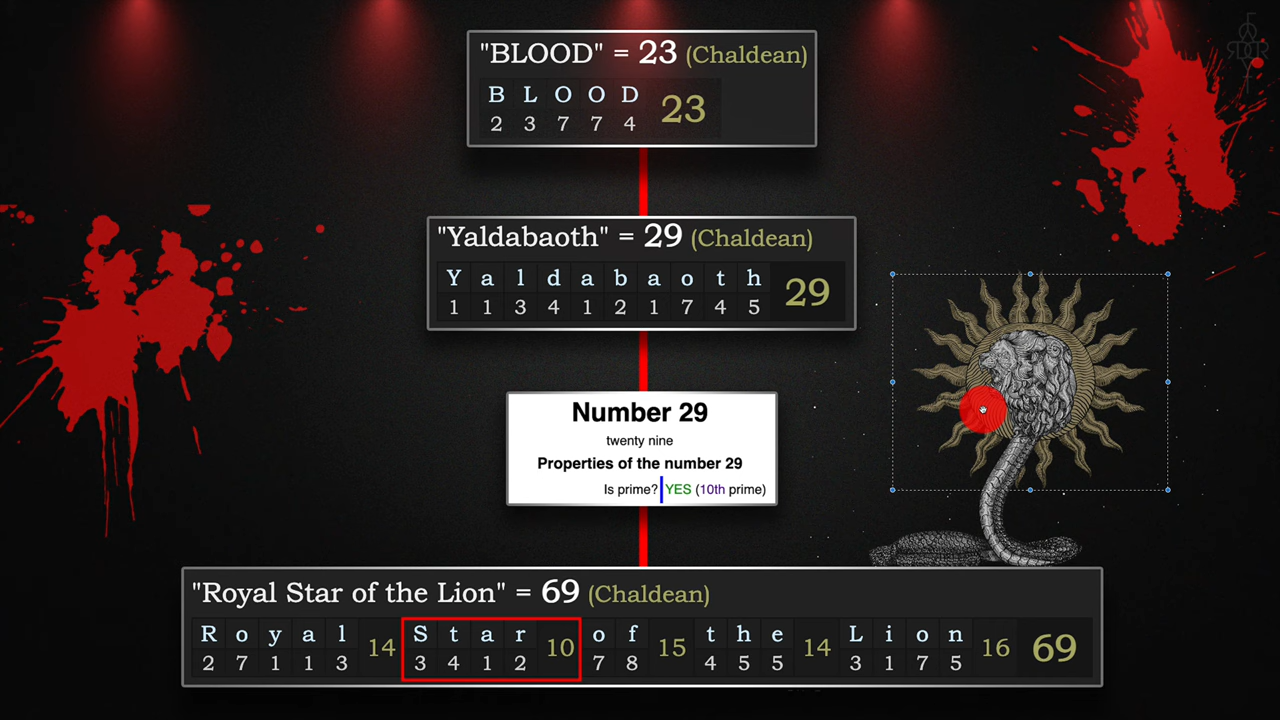 "BLOOD" = 23 (Chaldean)
B L O O D 23
2 3 7 7 4
"Yaldabaoth" = 29 (Chaldean)
Y a l d a b a o t h 29
1 1 3 4 1 2 1 7 4 5
Number 29
twenty nine
Properties of the number 29
Is prime? YES (10th prime)
"Royal Star of the Lion" = 69 (Chaldean)
R o y a l 14 S t a r 10 o f 15 t h e 14 L i o n 16 69
2 7 1 1 3 3 4 1 2 7 8 4 5 5 3 1 7 5